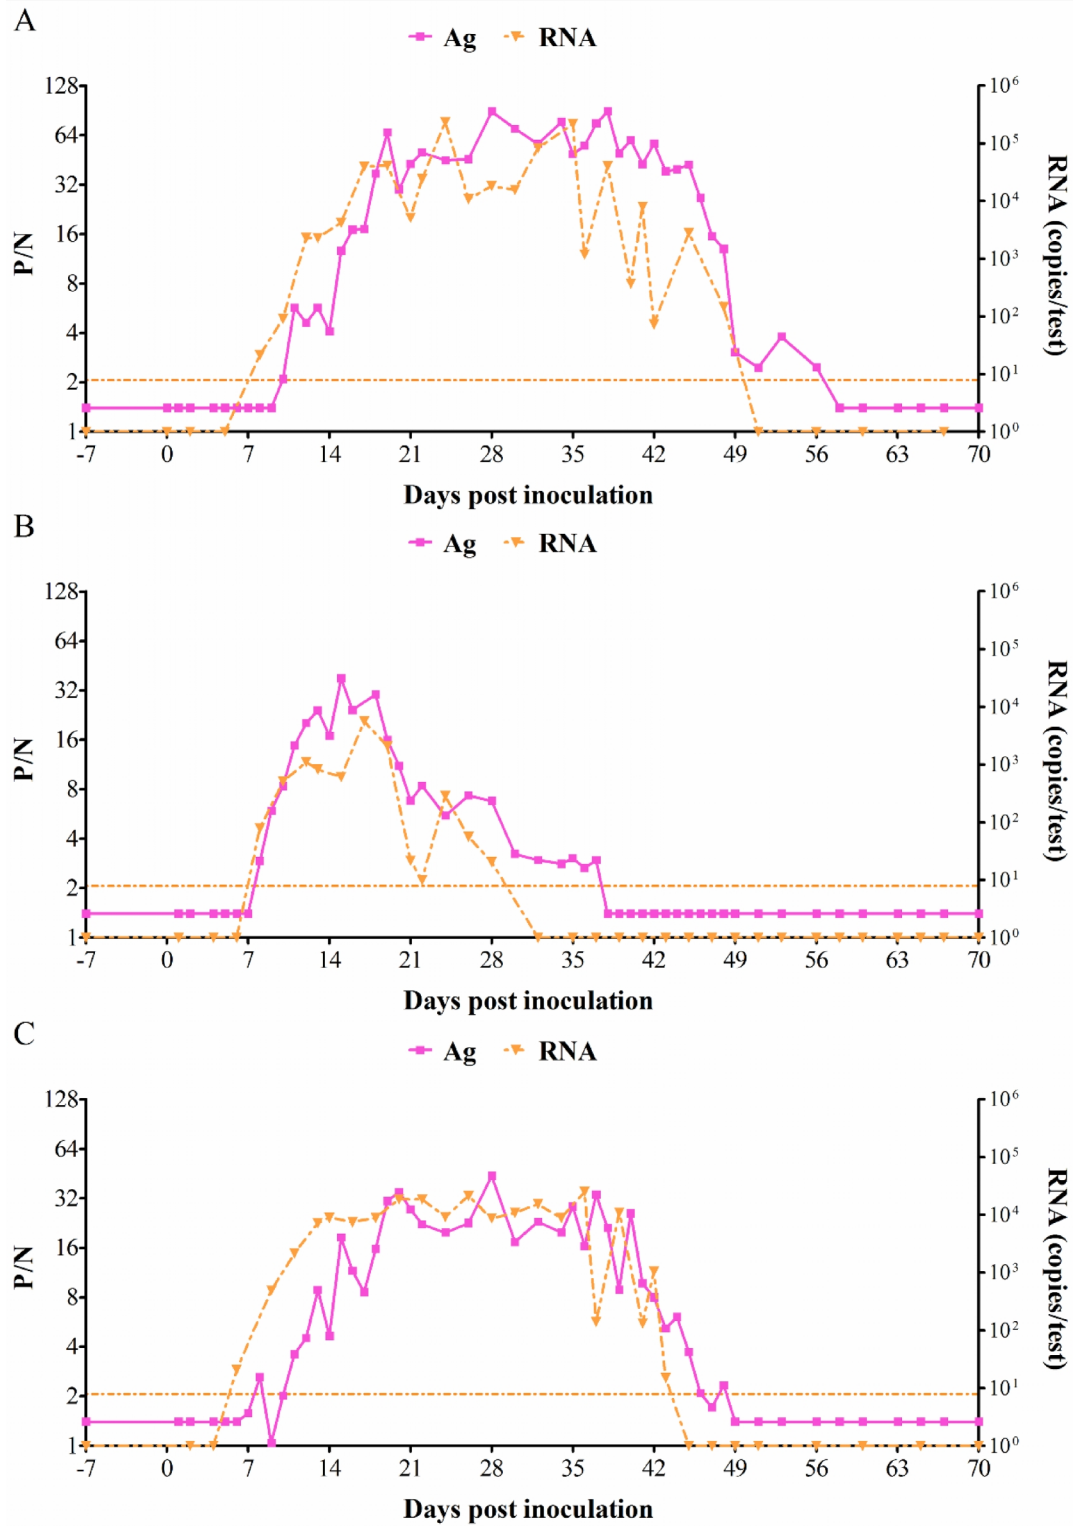 A
Ag RNA
128 64 32 16 8 4 2 1
P/N
10⁶ 10⁵ 10⁴ 10³ 10² 10¹ 10⁰
RNA (copies/test)
-7 0 7 14 21 28 35 42 49 56 63 70
Days post inoculation
B
Ag RNA
128 64 32 16 8 4 2 1
P/N
10⁶ 10⁵ 10⁴ 10³ 10² 10¹ 10⁰
RNA (copies/test)
-7 0 7 14 21 28 35 42 49 56 63 70
Days post inoculation
C
Ag RNA
128 64 32 16 8 4 2 1
P/N
10⁶ 10⁵ 10⁴ 10³ 10² 10¹ 10⁰
RNA (copies/test)
-7 0 7 14 21 28 35 42 49 56 63 70
Days post inoculation